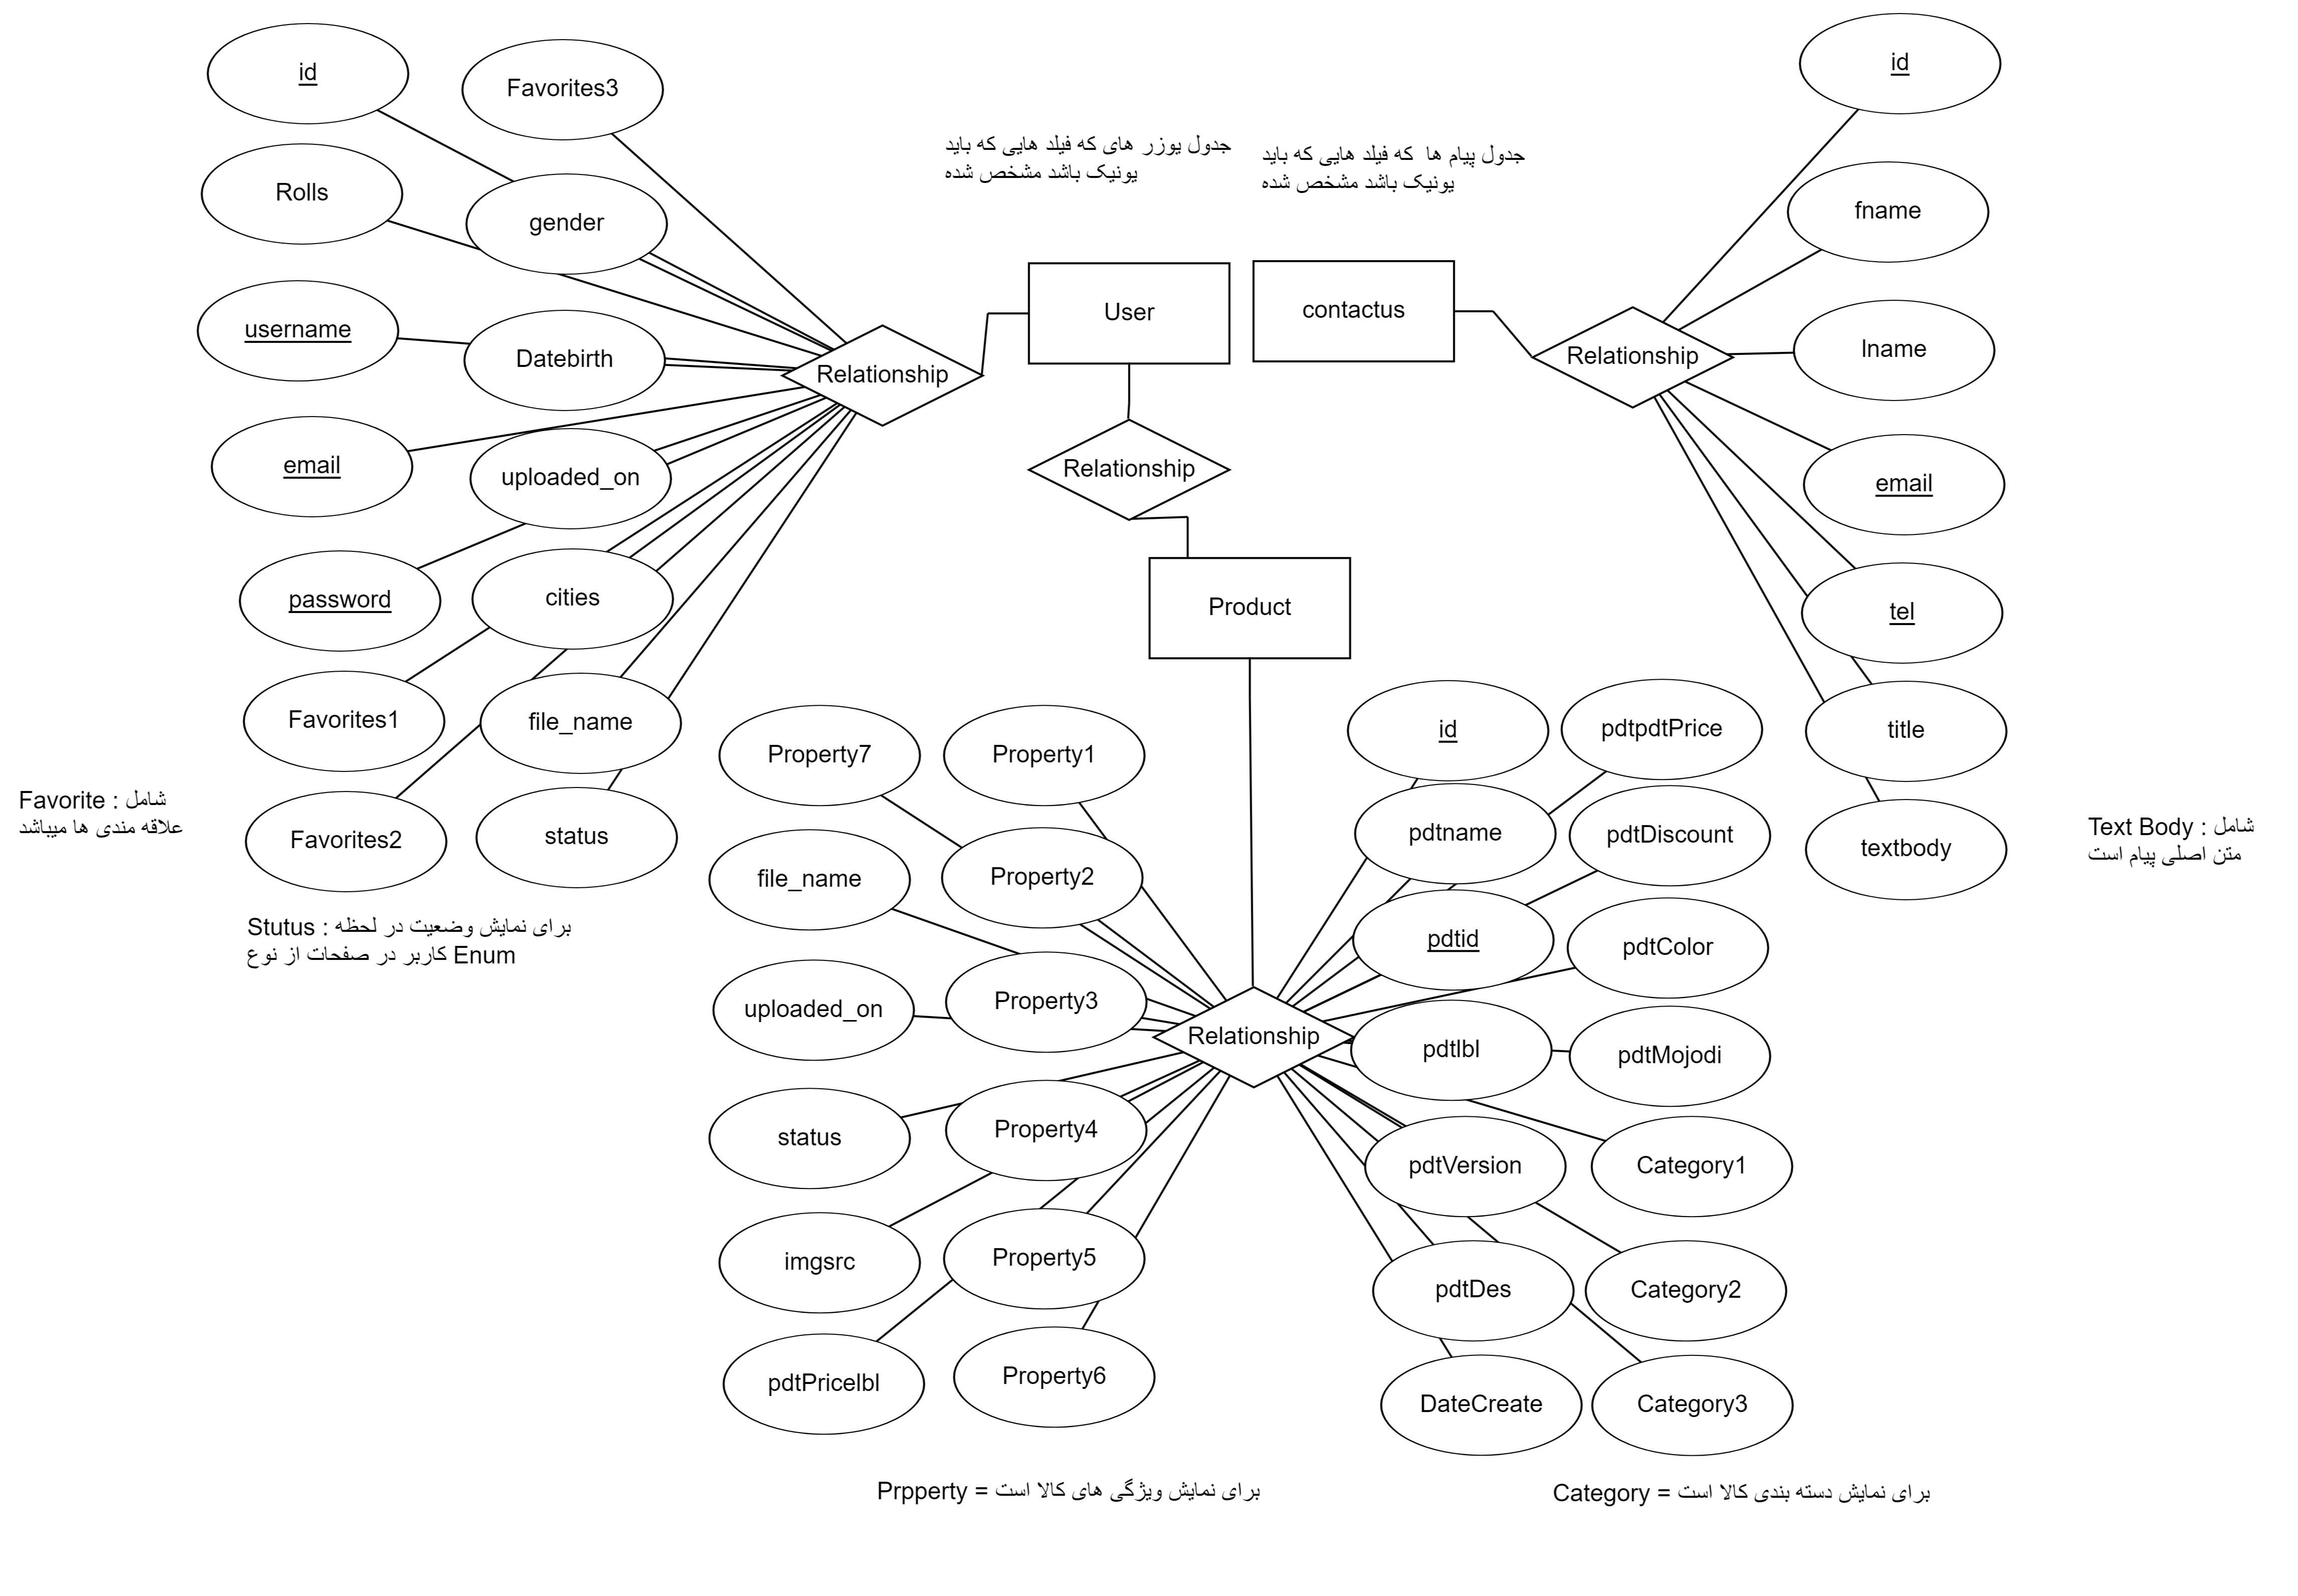 id
Favorites3
Rolls
gender
username
Datebirth
email
uploaded_on
password
cities
Favorites1
file_name
Favorites2
status
Relationship
جدول یوزر های که فیلد هایی که باید
یونیک باشد مشخص شده
جدول پیام ها که فیلد هایی که باید
یونیک باشد مشخص شده
User
contactus
Relationship
Product
Relationship
id
fname
lname
email
tel
title
textbody
Favorite : شامل
علاقه مندی ها میباشد
Stutus : برای نمایش وضعیت در لحظه
کاربر در صفحات از نوع Enum
Text Body : شامل
متن اصلی پیام است
Property7
Property1
file_name
Property2
uploaded_on
Property3
status
Property4
imgsrc
Property5
pdtPricelbl
Property6
Relationship
id
pdtpdtPrice
pdtname
pdtDiscount
pdtid
pdtColor
pdtlbl
pdtMojodi
pdtVersion
Category1
pdtDes
Category2
DateCreate
Category3
Prpperty = برای نمایش ویژگی های کالا است
Category = برای نمایش دسته بندی کالا است